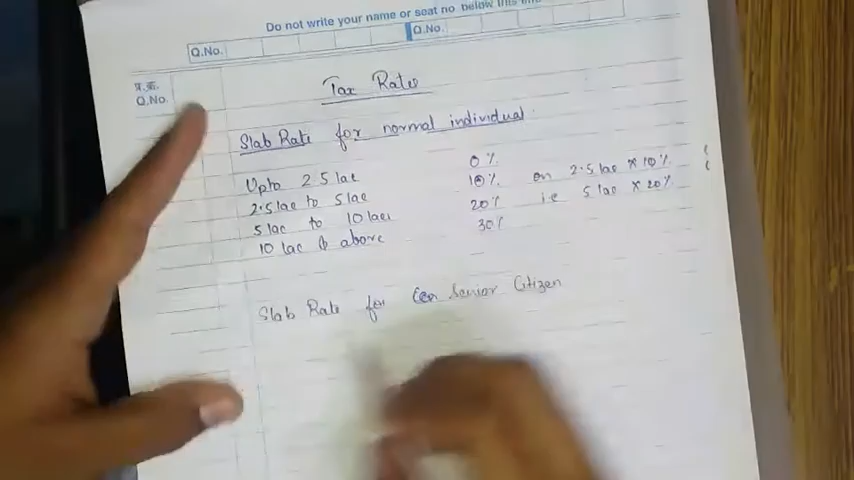 Do not write your name or seat no. below this line
Q.No. Q.No.
प्र.क्र.
Q.No.
Tax Rates
Slab Rate for normal individual
Upto 2.5 lac 0%
2.5 lac to 5 lac 10% on 2.5 lac * 10%
5 lac to 10 lac 20% i.e 5 lac * 20%
10 lac & above 30%
Slab Rate for Senior Citizen